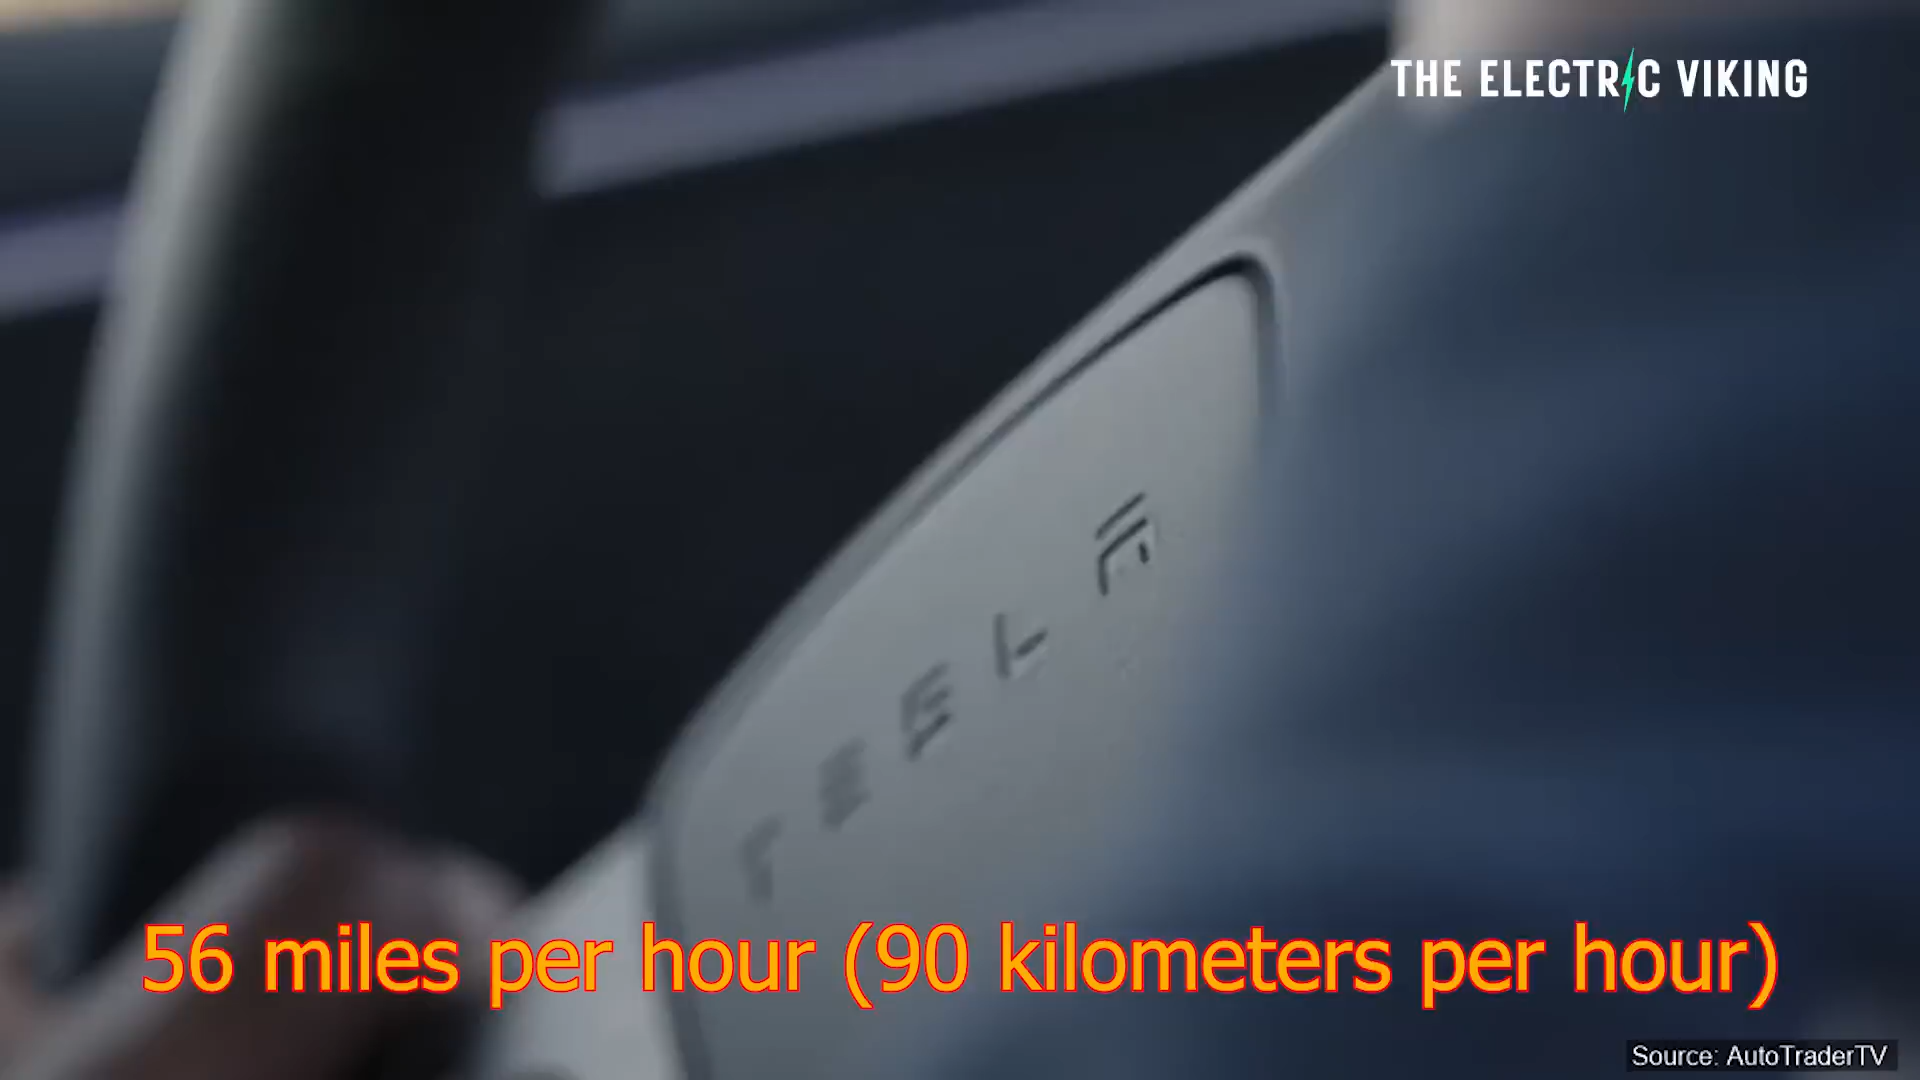 THE ELECTRIC VIKING
TESLA
56 miles per hour (90 kilometers per hour)
Source: AutoTraderTV